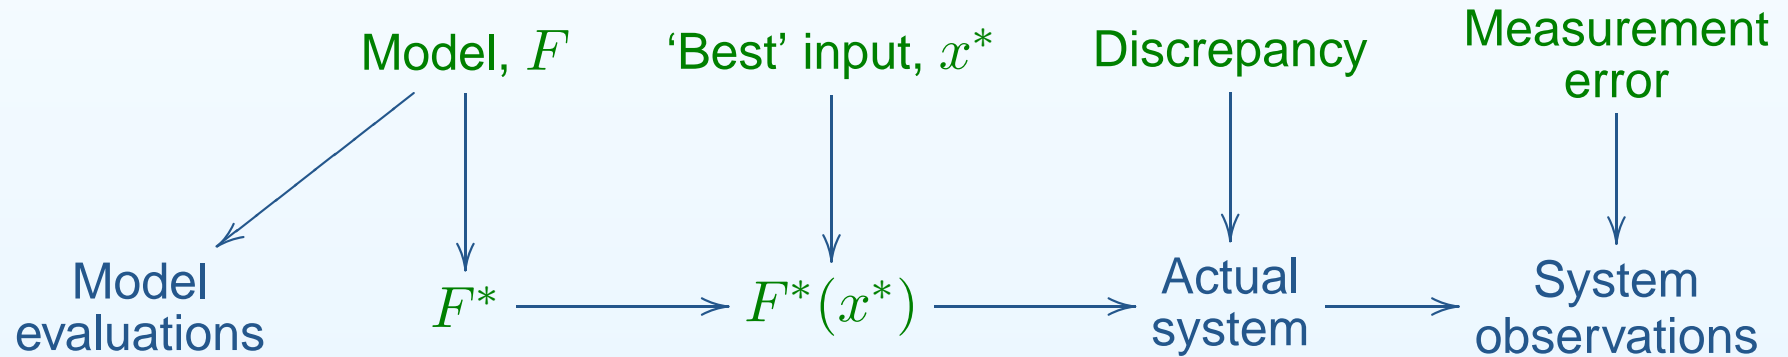 Model, F
‘Best’ input, x*
Discrepancy
Measurement
error
Model
evaluations
F*
F*(x*)
Actual
system
System
observations